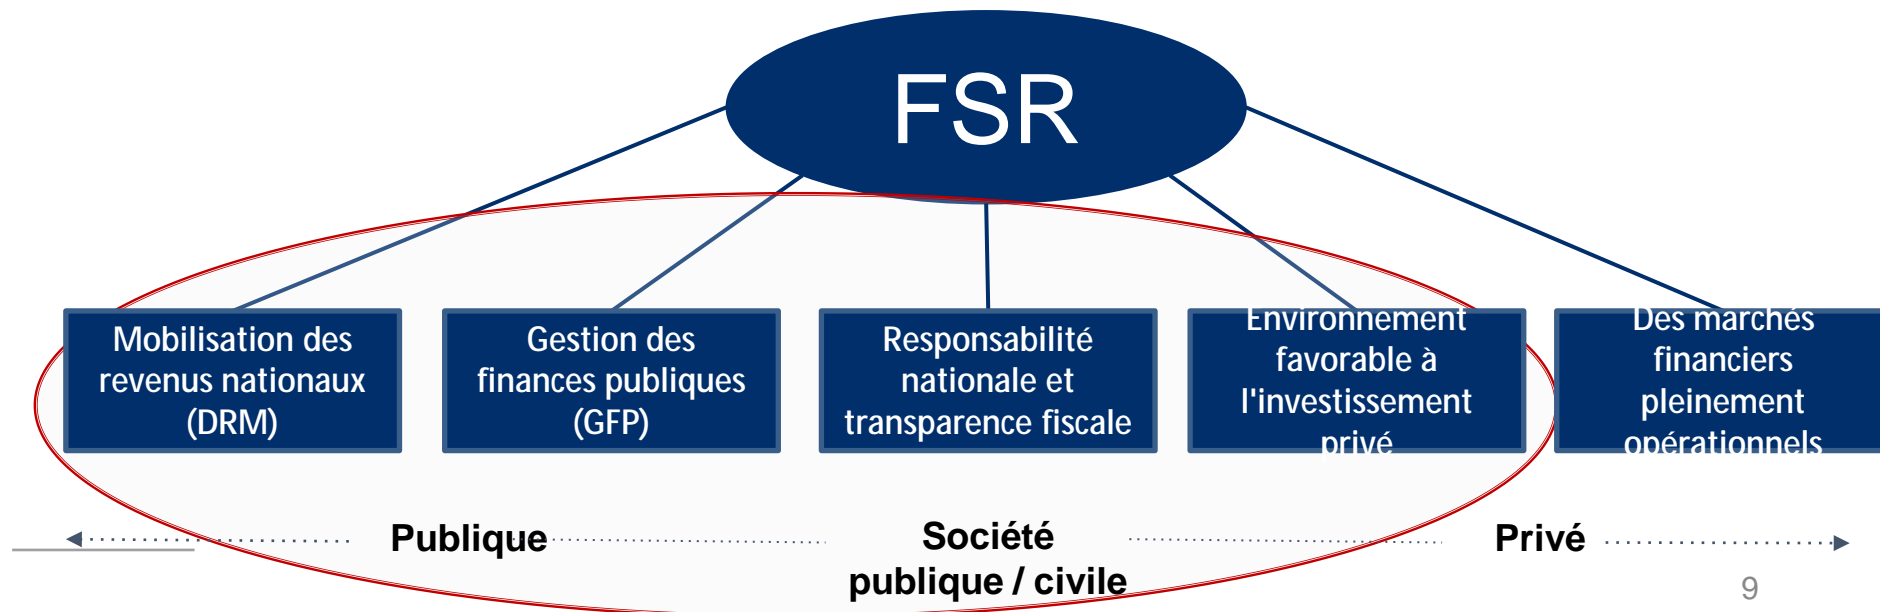 FSR
Mobilisation des
revenus nationaux
(DRM)
Gestion des
finances publiques
(GFP)
Responsabilité
nationale et
transparence fiscale
Environnement
favorable à
l'investissement
privé
Des marchés
financiers
pleinement
opérationnels
Publique
Société
publique / civile
Privé
9